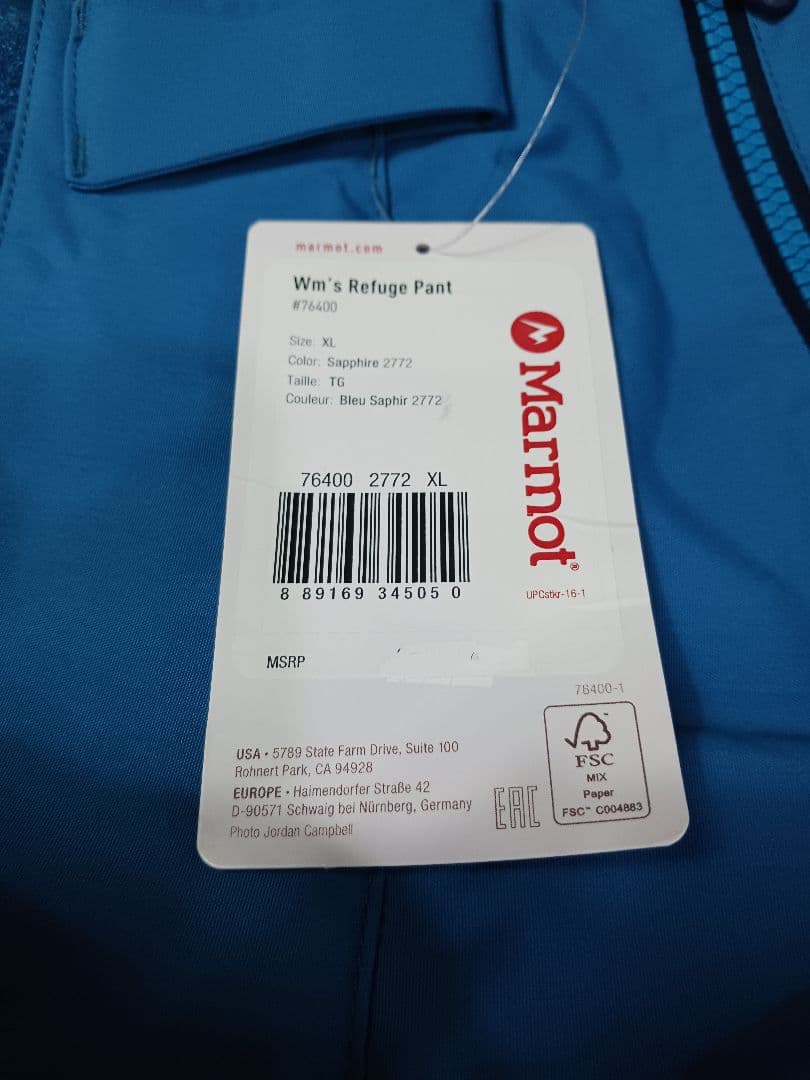 marmot.com
Wm's Refuge Pant
#76400
Size: XL
Color: Sapphire 2772
Taille: TG
Couleur: Bleu Saphir 2772
Marmot®
76400 2772 XL
8 89169 34505 0
UPCstkr-16-1
MSRP
76400-1
USA • 5789 State Farm Drive, Suite 100
Rohnert Park, CA 94928
EUROPE • Haimendorfer Straße 42
D-90571 Schwaig bei Nürnberg, Germany
Photo Jordan Campbell
EAC
FSC™
MIX
Paper
FSC™ C004883